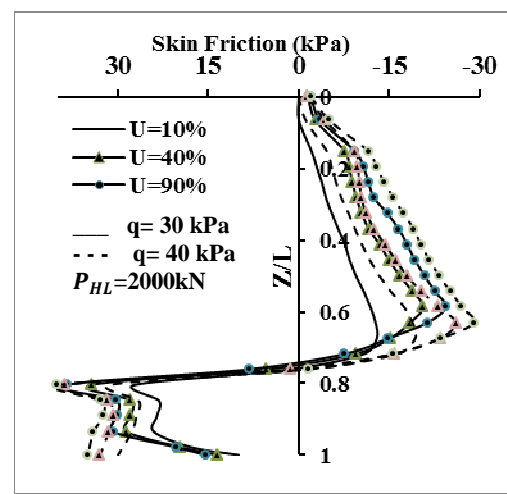 Skin Friction (kPa)
30 15 0 -15 -30
0
0.2
0.4
0.6
0.8
1
Z/L
U=10%
U=40%
U=90%
q= 30 kPa
q= 40 kPa
P_HL=2000kN